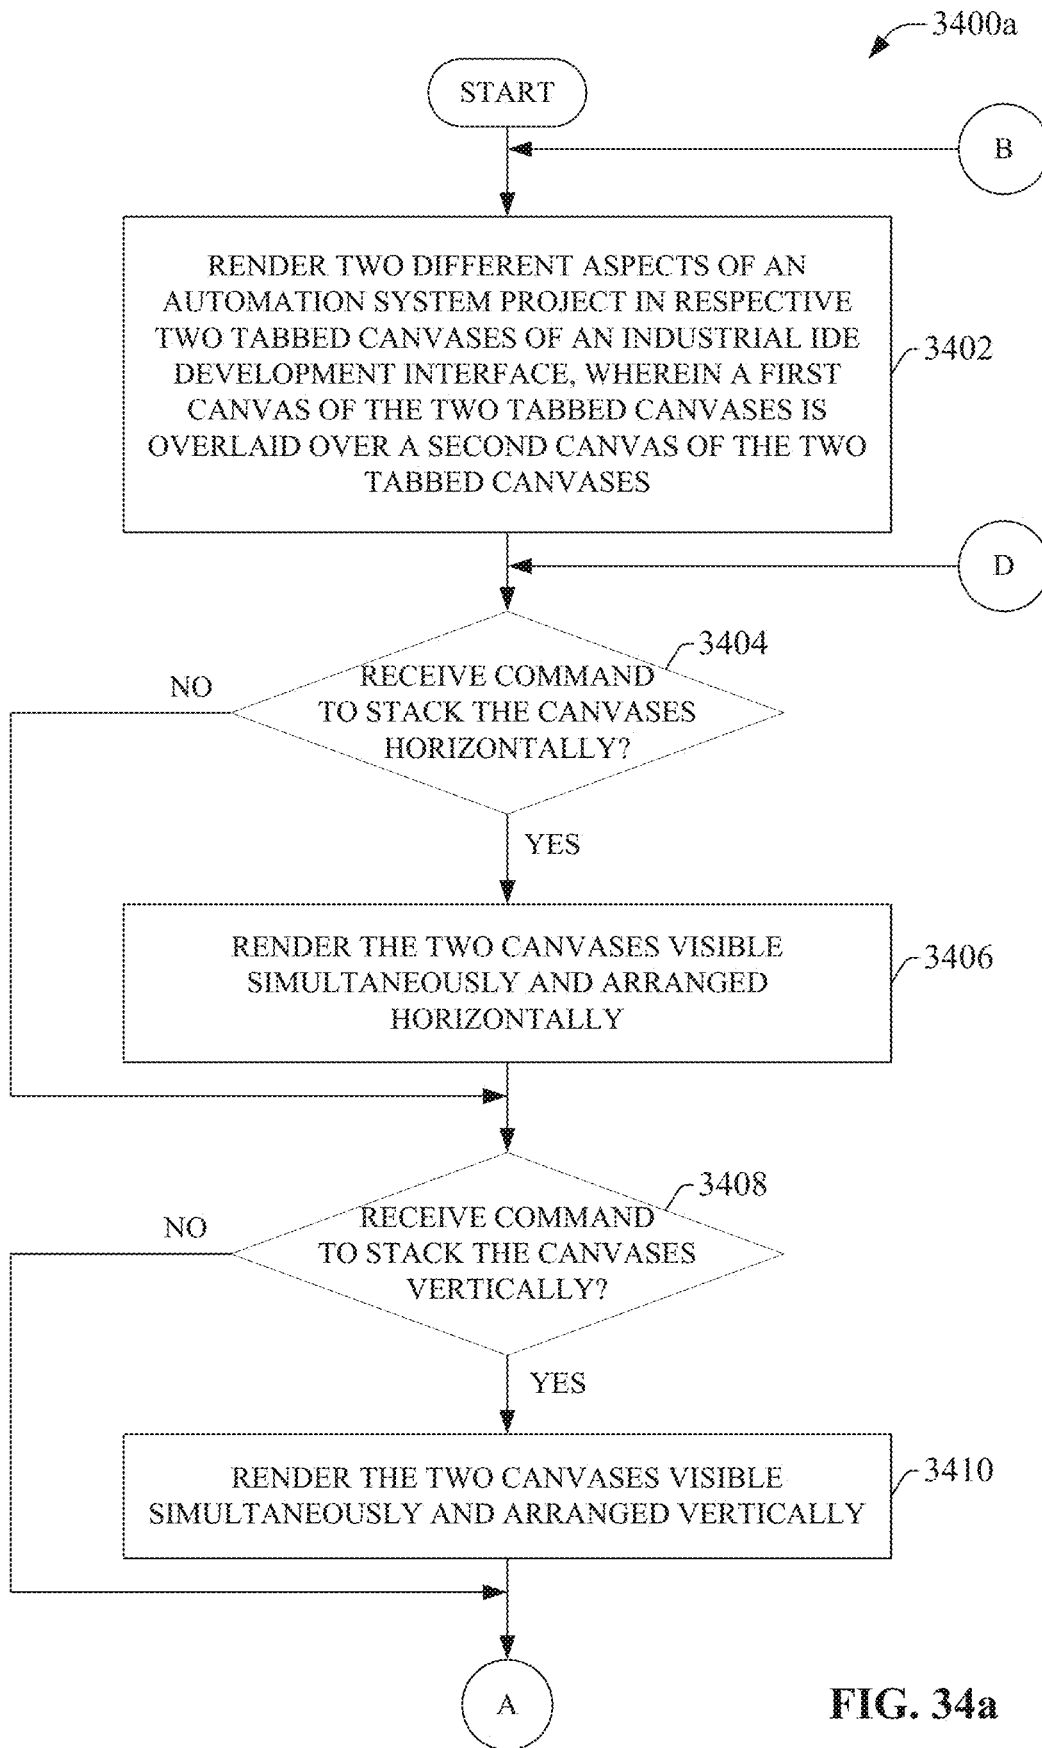 3400a
START
B
RENDER TWO DIFFERENT ASPECTS OF AN
AUTOMATION SYSTEM PROJECT IN RESPECTIVE
TWO TABBED CANVASES OF AN INDUSTRIAL IDE
DEVELOPMENT INTERFACE, WHEREIN A FIRST
CANVAS OF THE TWO TABBED CANVASES IS
OVERLAID OVER A SECOND CANVAS OF THE TWO
TABBED CANVASES
3402
D
3404
NO
RECEIVE COMMAND
TO STACK THE CANVASES
HORIZONTALLY?
YES
RENDER THE TWO CANVASES VISIBLE
SIMULTANEOUSLY AND ARRANGED
HORIZONTALLY
3406
3408
NO
RECEIVE COMMAND
TO STACK THE CANVASES
VERTICALLY?
YES
RENDER THE TWO CANVASES VISIBLE
SIMULTANEOUSLY AND ARRANGED VERTICALLY
3410
A
FIG. 34a